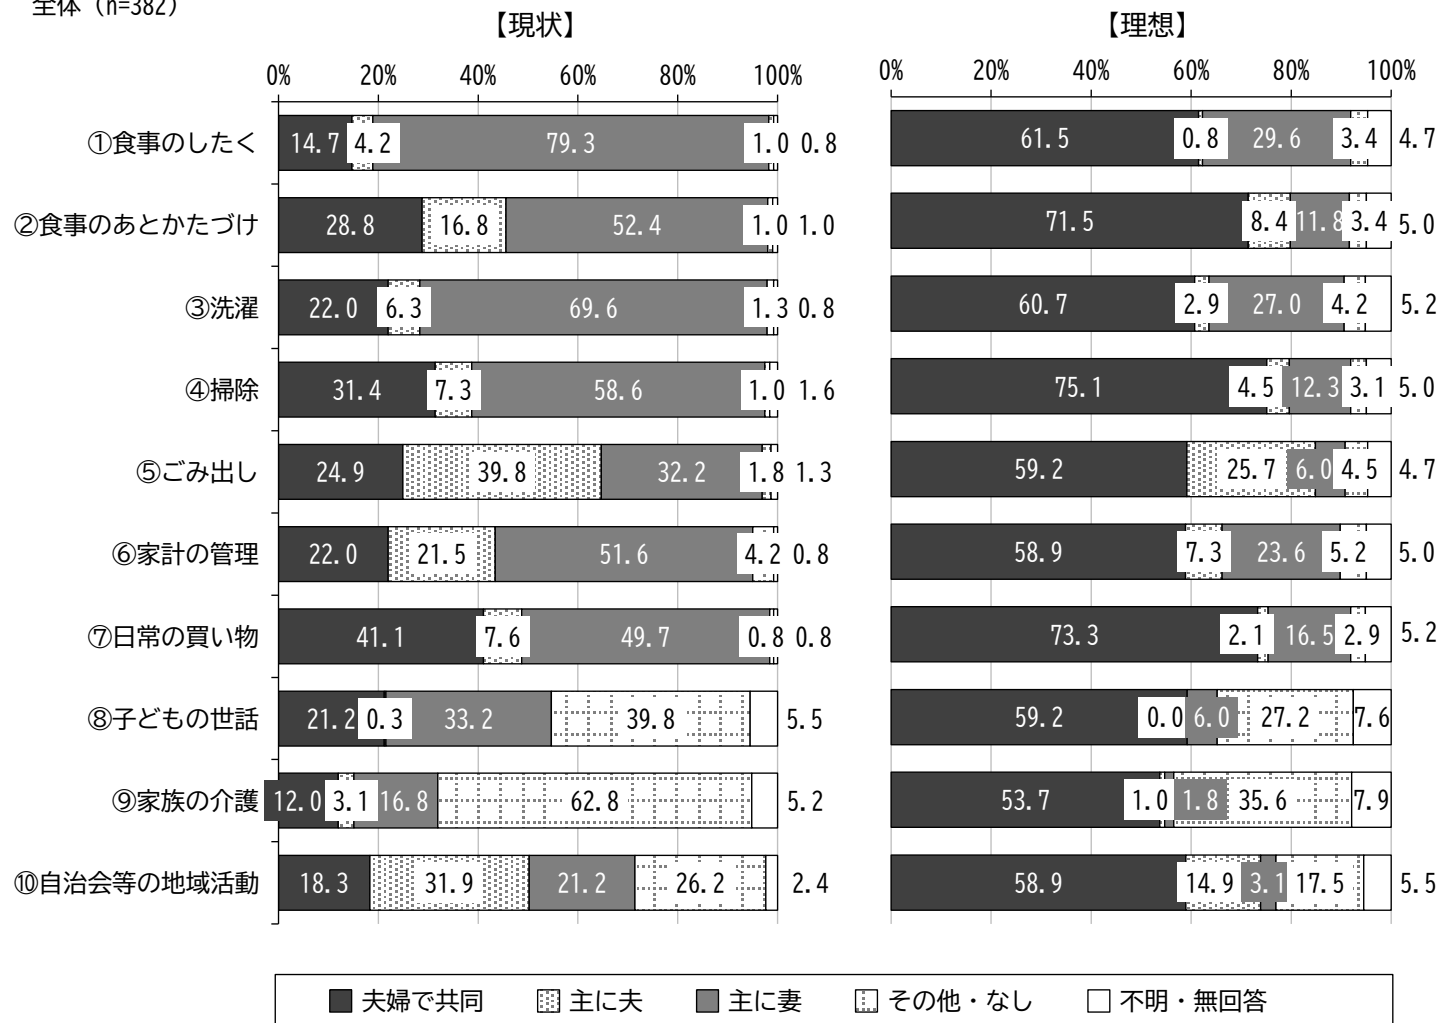 全体（n=382）
【現状】 【理想】
0% 20% 40% 60% 80% 100% 0% 20% 40% 60% 80% 100%
①食事のしたく 14.7 4.2 79.3 1.0 0.8 61.5 0.8 29.6 3.4 4.7
②食事のあとかたづけ 28.8 16.8 52.4 1.0 1.0 71.5 8.4 11.8 3.4 5.0
③洗濯 22.0 6.3 69.6 1.3 0.8 60.7 2.9 27.0 4.2 5.2
④掃除 31.4 7.3 58.6 1.0 1.6 75.1 4.5 12.3 3.1 5.0
⑤ごみ出し 24.9 39.8 32.2 1.8 1.3 59.2 25.7 6.0 4.5 4.7
⑥家計の管理 22.0 21.5 51.6 4.2 0.8 58.9 7.3 23.6 5.2 5.0
⑦日常の買い物 41.1 7.6 49.7 0.8 0.8 73.3 2.1 16.5 2.9 5.2
⑧子どもの世話 21.2 0.3 33.2 39.8 5.5 59.2 0.0 6.0 27.2 7.6
⑨家族の介護 12.0 3.1 16.8 62.8 5.2 53.7 1.0 1.8 35.6 7.9
⑩自治会等の地域活動 18.3 31.9 21.2 26.2 2.4 58.9 14.9 3.1 17.5 5.5
夫婦で共同 主に夫 主に妻 その他・なし 不明・無回答